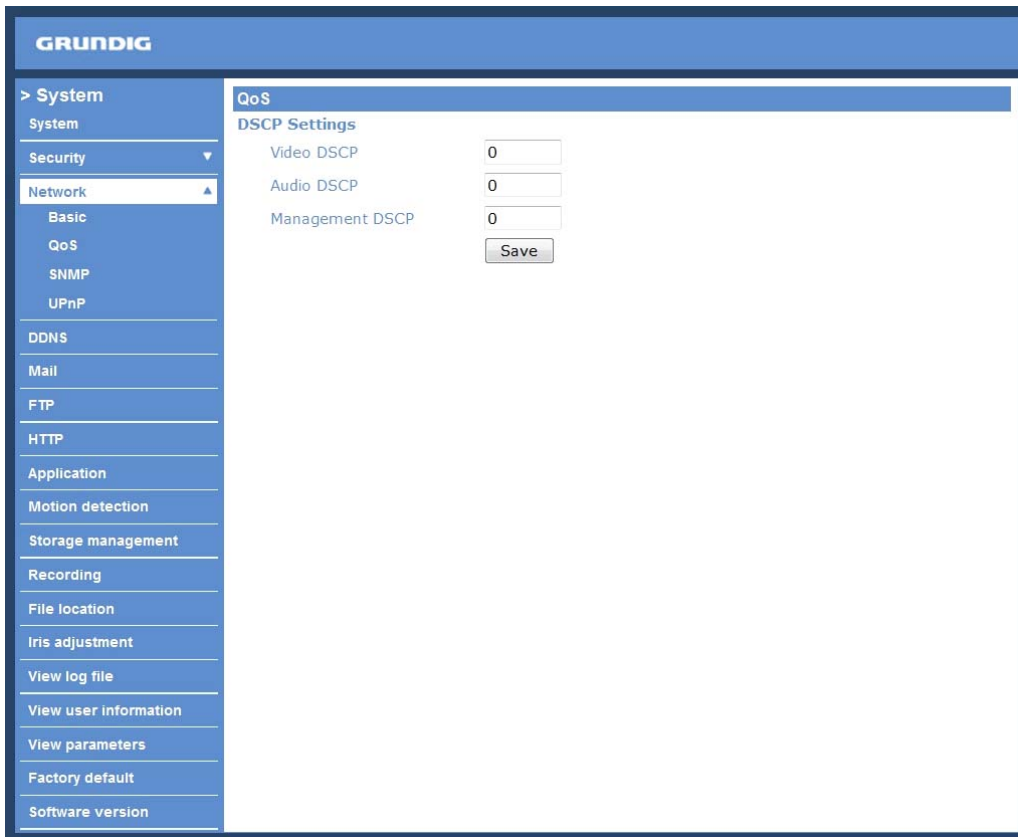 GRUNDIG
> System
System
Security
Network
Basic
QoS
SNMP
UPnP
DDNS
Mail
FTP
HTTP
Application
Motion detection
Storage management
Recording
File location
Iris adjustment
View log file
View user information
View parameters
Factory default
Software version
QoS
DSCP Settings
Video DSCP 0
Audio DSCP 0
Management DSCP 0
Save